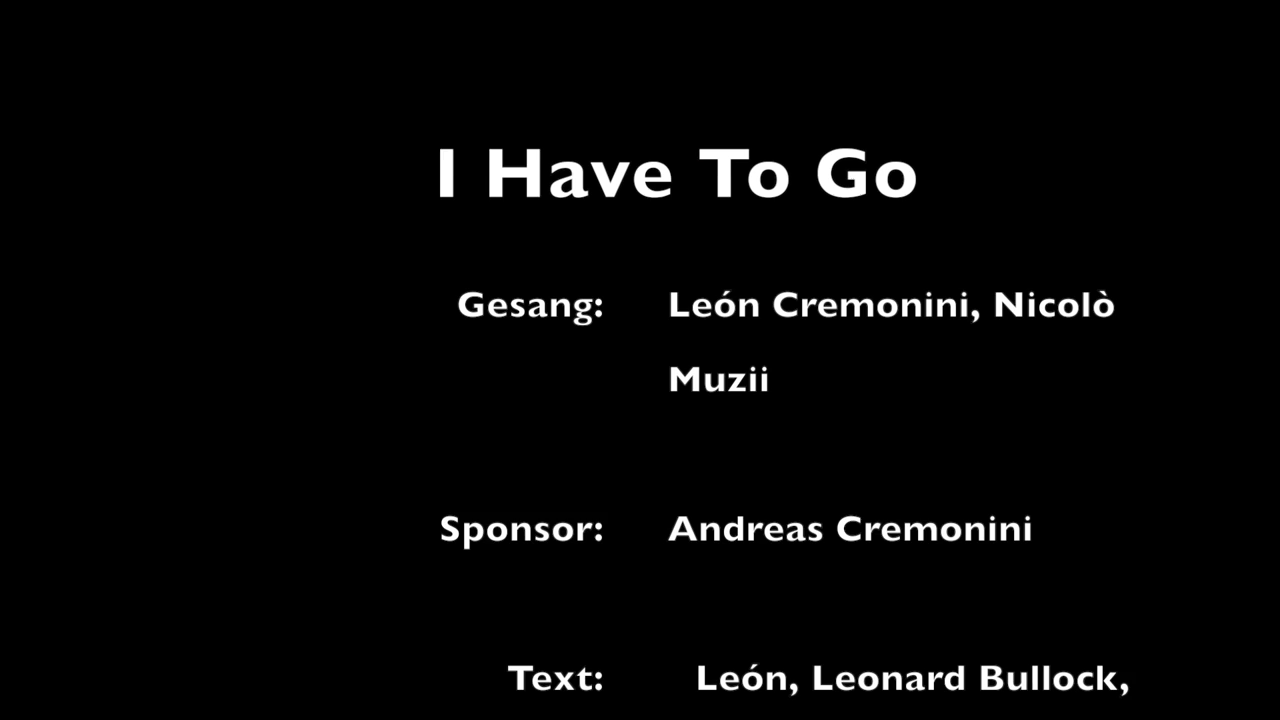 I Have To Go
Gesang: León Cremonini, Nicolò
Muzii
Sponsor: Andreas Cremonini
Text: León, Leonard Bullock,